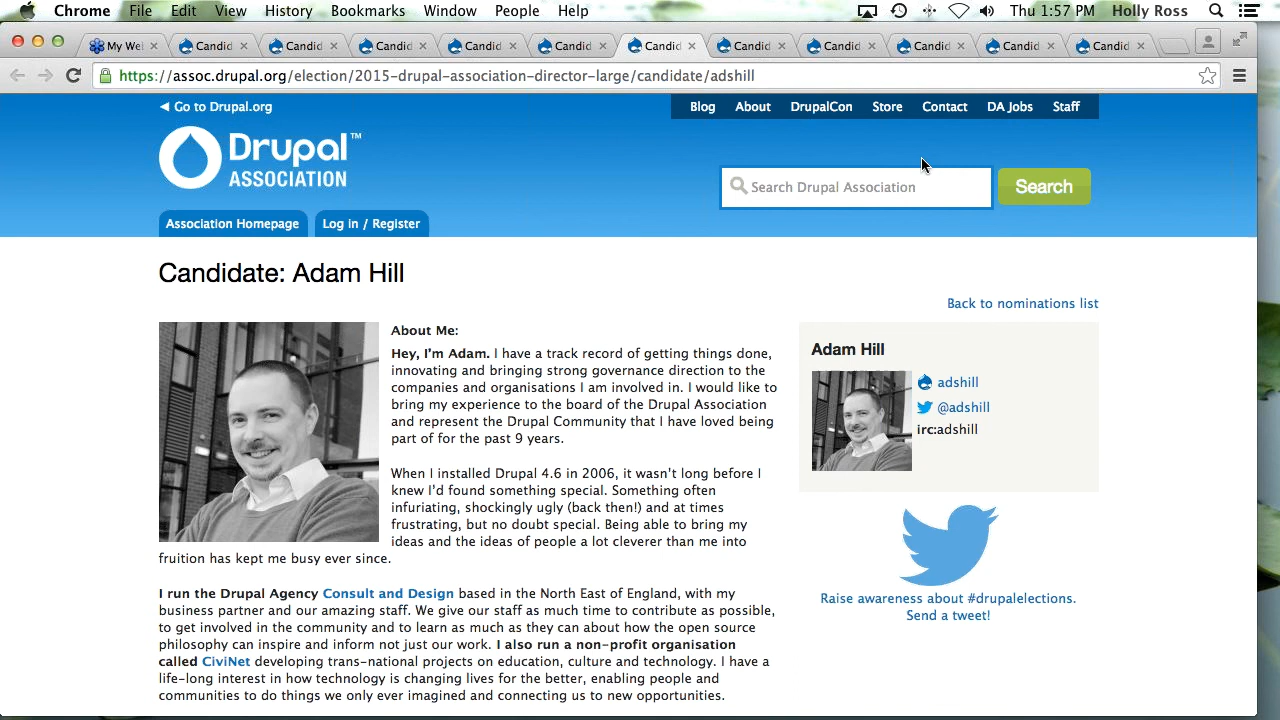 Chrome File Edit View History Bookmarks Window People Help Thu 1:57 PM Holly Ross
My Wel Candid Candid Candid Candid Candid Candid Candid Candid Candid Candid Candid
https://assoc.drupal.org/election/2015-drupal-association-director-large/candidate/adshill
Go to Drupal.org
Blog About DrupalCon Store Contact DA Jobs Staff
Drupal™
ASSOCIATION
Search Drupal Association Search
Association Homepage Log in / Register
Candidate: Adam Hill
Back to nominations list
About Me:
Hey, I'm Adam. I have a track record of getting things done,
innovating and bringing strong governance direction to the
companies and organisations I am involved in. I would like to
bring my experience to the board of the Drupal Association
and represent the Drupal Community that I have loved being
part of for the past 9 years.
When I installed Drupal 4.6 in 2006, it wasn't long before I
knew I'd found something special. Something often
infuriating, shockingly ugly (back then!) and at times
frustrating, but no doubt special. Being able to bring my
ideas and the ideas of people a lot cleverer than me into
fruition has kept me busy ever since.
I run the Drupal Agency Consult and Design based in the North East of England, with my
business partner and our amazing staff. We give our staff as much time to contribute as possible,
to get involved in the community and to learn as much as they can about how the open source
philosophy can inspire and inform not just our work. I also run a non-profit organisation
called CiviNet developing trans-national projects on education, culture and technology. I have a
life-long interest in how technology is changing lives for the better, enabling people and
communities to do things we only ever imagined and connecting us to new opportunities.
Adam Hill
adshill
@adshill
irc:adshill
Raise awareness about #drupalelections.
Send a tweet!